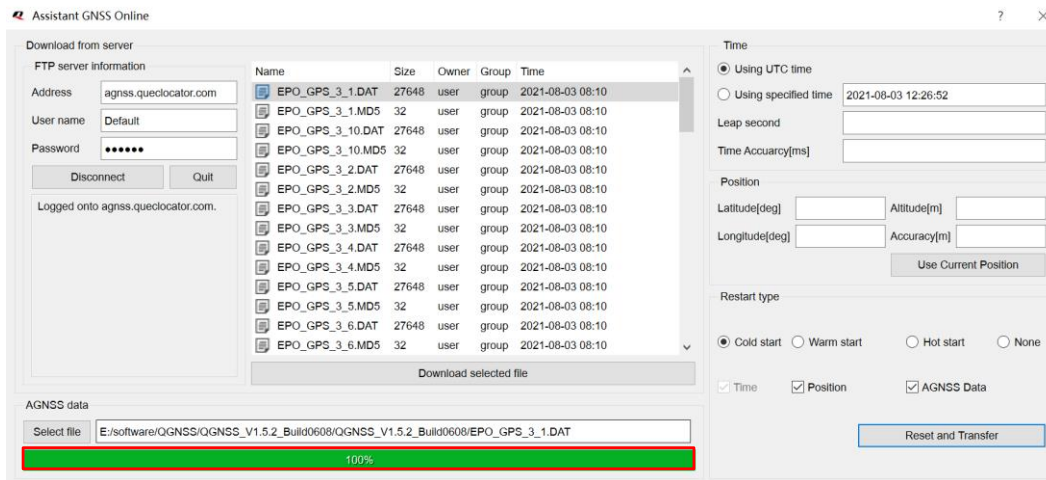 Assistant GNSS Online ? ×
Download from server
FTP server information
Address agnss.queclocator.com
User name Default
Password ●●●●●●
Disconnect Quit
Logged onto agnss.queclocator.com.
Name Size Owner Group Time
EPO_GPS_3_1.DAT 27648 user group 2021-08-03 08:10
EPO_GPS_3_1.MD5 32 user group 2021-08-03 08:10
EPO_GPS_3_10.DAT 27648 user group 2021-08-03 08:10
EPO_GPS_3_10.MD5 32 user group 2021-08-03 08:10
EPO_GPS_3_2.DAT 27648 user group 2021-08-03 08:10
EPO_GPS_3_2.MD5 32 user group 2021-08-03 08:10
EPO_GPS_3_3.DAT 27648 user group 2021-08-03 08:10
EPO_GPS_3_3.MD5 32 user group 2021-08-03 08:10
EPO_GPS_3_4.DAT 27648 user group 2021-08-03 08:10
EPO_GPS_3_4.MD5 32 user group 2021-08-03 08:10
EPO_GPS_3_5.DAT 27648 user group 2021-08-03 08:10
EPO_GPS_3_5.MD5 32 user group 2021-08-03 08:10
EPO_GPS_3_6.DAT 27648 user group 2021-08-03 08:10
EPO_GPS_3_6.MD5 32 user group 2021-08-03 08:10
Download selected file
AGNSS data
Select file E:/software/QGNSS/QGNSS_V1.5.2_Build0608/QGNSS_V1.5.2_Build0608/EPO_GPS_3_1.DAT
100%
Time
Using UTC time
Using specified time 2021-08-03 12:26:52
Leap second
Time Accuarcy[ms]
Position
Latitude[deg] Altitude[m]
Longitude[deg] Accuracy[m]
Use Current Position
Restart type
Cold start Warm start Hot start None
Time Position AGNSS Data
Reset and Transfer